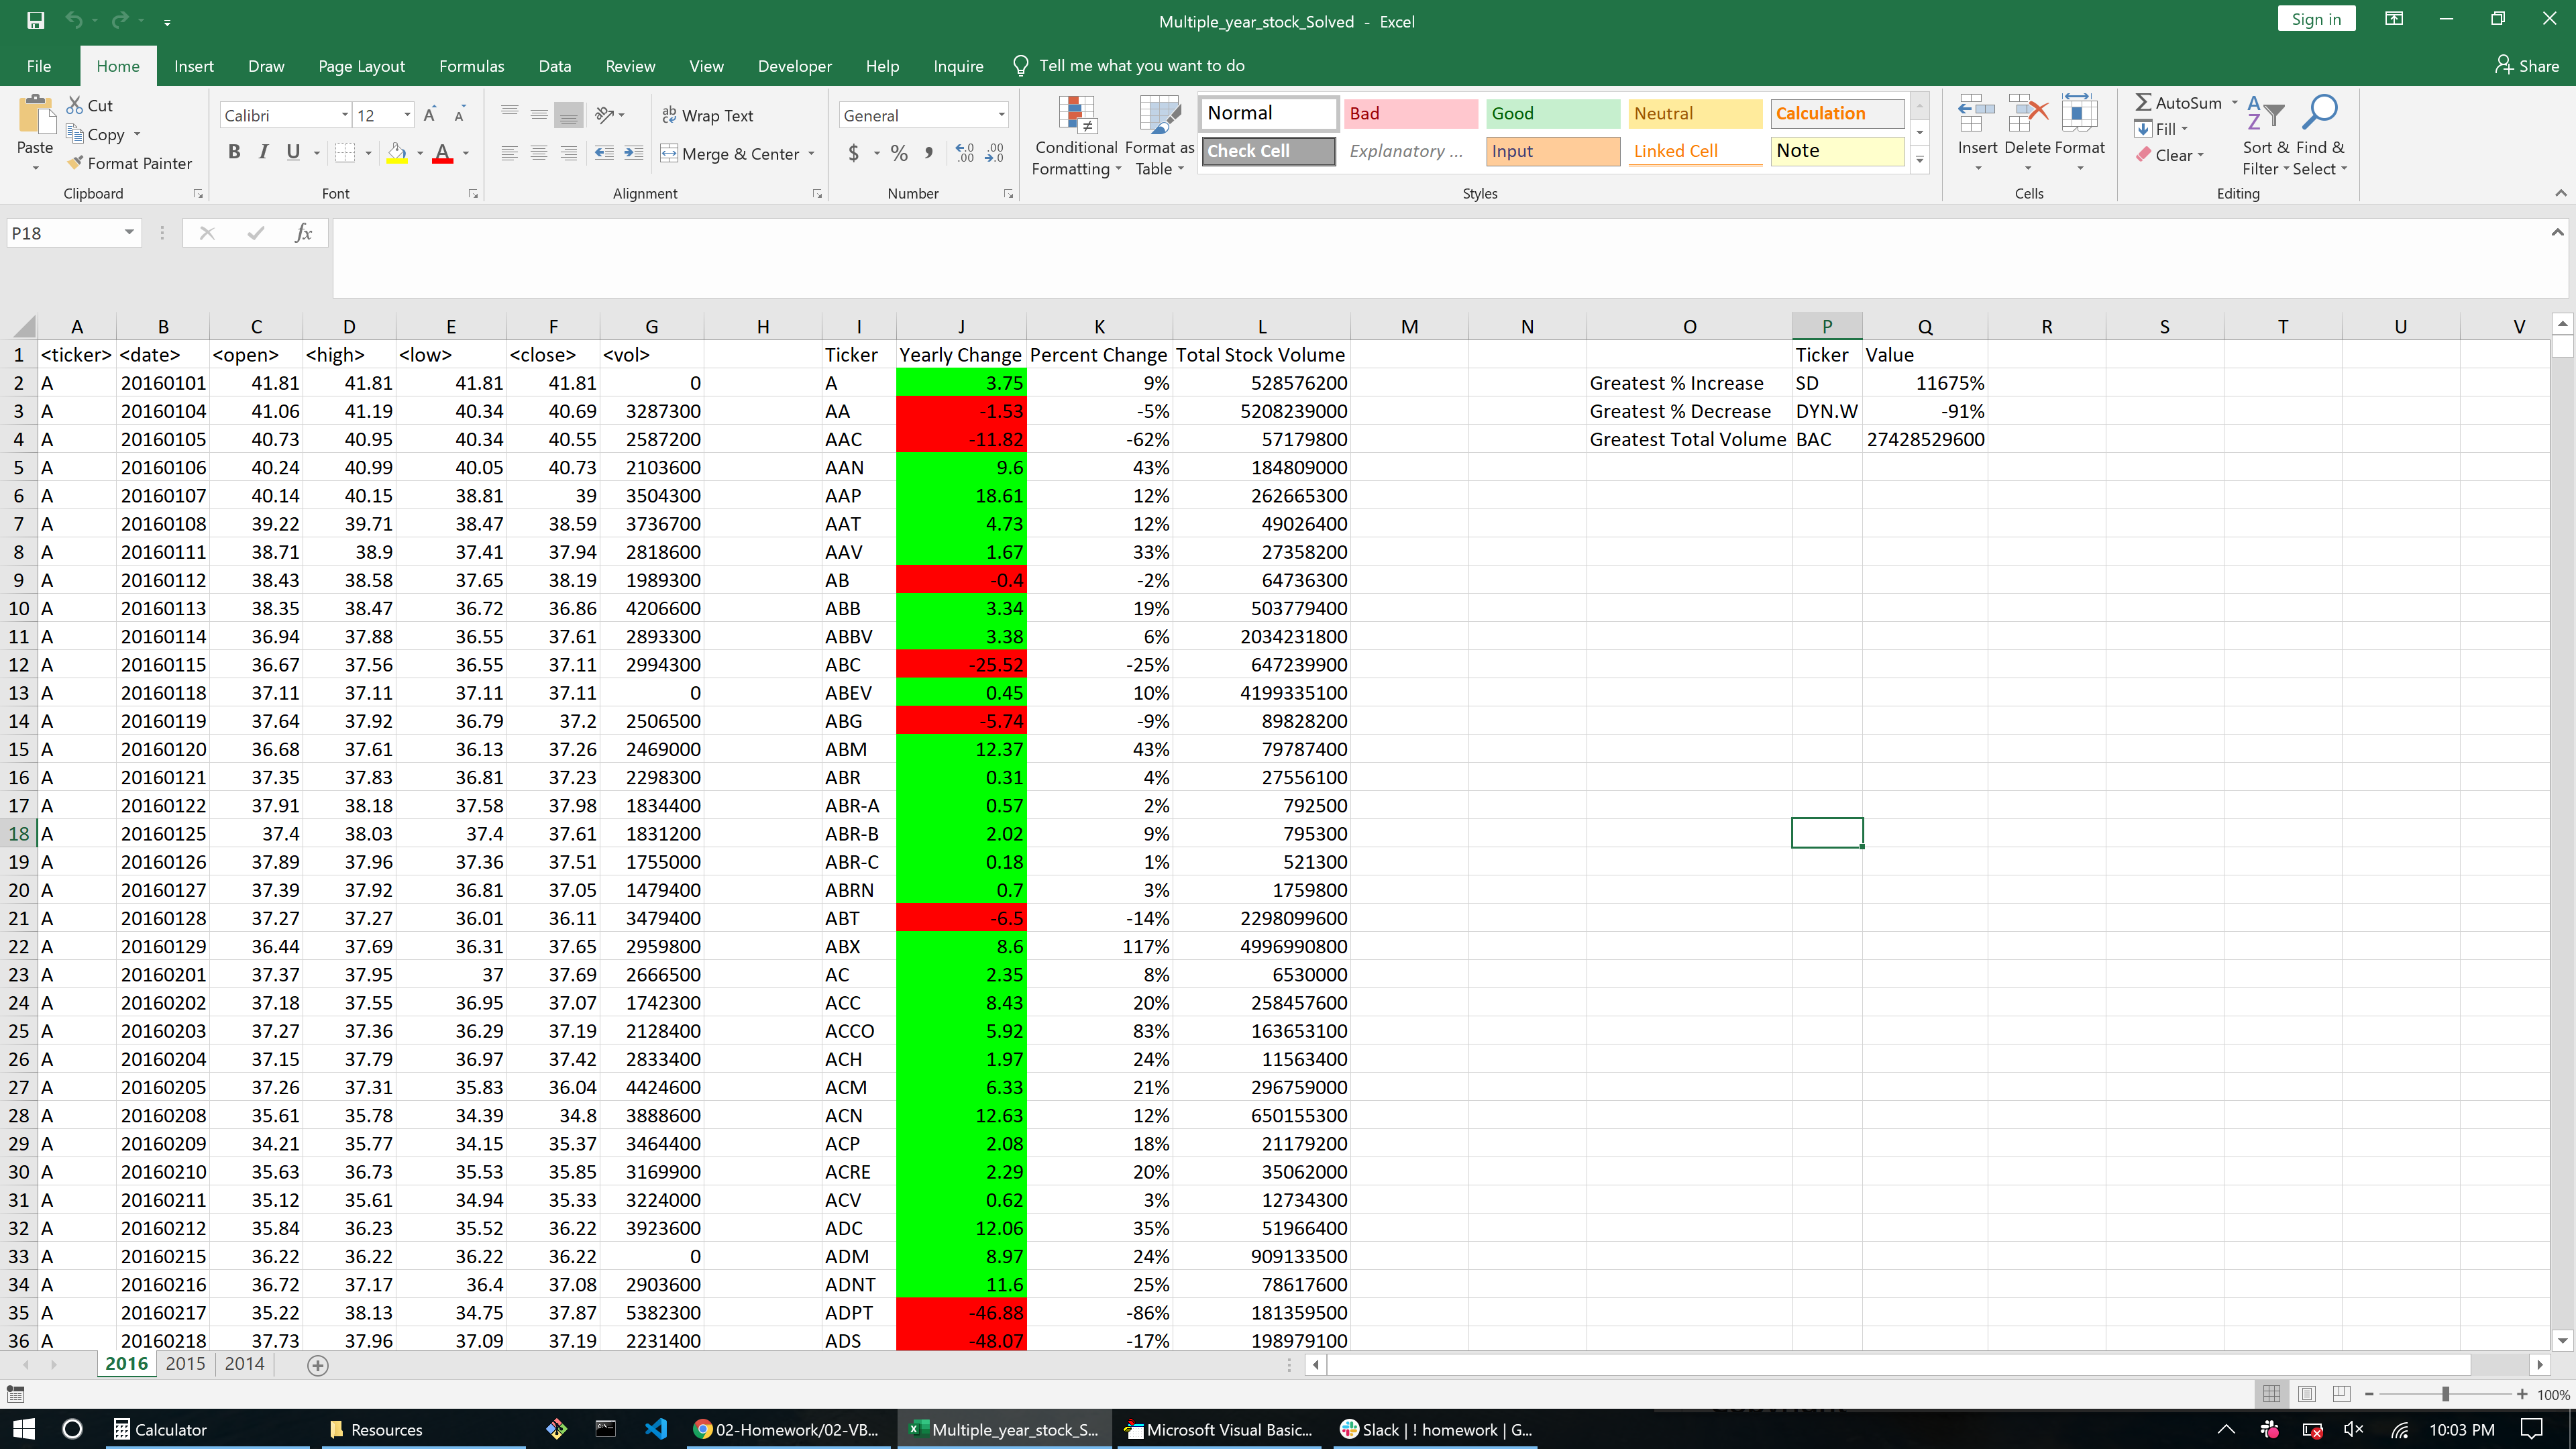 Multiple_year_stock_Solved - Excel
Sign in
File Home Insert Draw Page Layout Formulas Data Review View Developer Help Inquire Tell me what you want to do Share
Paste Cut Copy Format Painter Clipboard
Calibri 12 B I U Font
Wrap Text Merge & Center Alignment
General $ % Number
Conditional Formatting Format as Table
Normal Bad Good Neutral Calculation
Check Cell Explanatory ... Input Linked Cell Note
Styles
Insert Delete Format Cells
AutoSum Fill Clear Sort & Filter Find & Select Editing
P18 fx
A B C D E F G H I J K L M N O P Q R S T U V
1 <ticker> <date> <open> <high> <low> <close> <vol> Ticker Yearly Change Percent Change Total Stock Volume Ticker Value
2 A 20160101 41.81 41.81 41.81 41.81 0 A 3.75 9% 528576200 Greatest % Increase SD 11675%
3 A 20160104 41.06 41.19 40.34 40.69 3287300 AA -1.53 -5% 5208239000 Greatest % Decrease DYN.W -91%
4 A 20160105 40.73 40.95 40.34 40.55 2587200 AAC -11.82 -62% 57179800 Greatest Total Volume BAC 27428529600
5 A 20160106 40.24 40.99 40.05 40.73 2103600 AAN 9.6 43% 184809000
6 A 20160107 40.14 40.15 38.81 39 3504300 AAP 18.61 12% 262665300
7 A 20160108 39.22 39.71 38.47 38.59 3736700 AAT 4.73 12% 49026400
8 A 20160111 38.71 38.9 37.41 37.94 2818600 AAV 1.67 33% 27358200
9 A 20160112 38.43 38.58 37.65 38.19 1989300 AB -0.4 -2% 64736300
10 A 20160113 38.35 38.47 36.72 36.86 4206600 ABB 3.34 19% 503779400
11 A 20160114 36.94 37.88 36.55 37.61 2893300 ABBV 3.38 6% 2034231800
12 A 20160115 36.67 37.56 36.55 37.11 2994300 ABC -25.52 -25% 647239900
13 A 20160118 37.11 37.11 37.11 37.11 0 ABEV 0.45 10% 4199335100
14 A 20160119 37.64 37.92 36.79 37.2 2506500 ABG -5.74 -9% 89828200
15 A 20160120 36.68 37.61 36.13 37.26 2469000 ABM 12.37 43% 79787400
16 A 20160121 37.35 37.83 36.81 37.23 2298300 ABR 0.31 4% 27556100
17 A 20160122 37.91 38.18 37.58 37.98 1834400 ABR-A 0.57 2% 792500
18 A 20160125 37.4 38.03 37.4 37.61 1831200 ABR-B 2.02 9% 795300
19 A 20160126 37.89 37.96 37.36 37.51 1755000 ABR-C 0.18 1% 521300
20 A 20160127 37.39 37.92 36.81 37.05 1479400 ABRN 0.7 3% 1759800
21 A 20160128 37.27 37.27 36.01 36.11 3479400 ABT -6.5 -14% 2298099600
22 A 20160129 36.44 37.69 36.31 37.65 2959800 ABX 8.6 117% 4996990800
23 A 20160201 37.37 37.95 37 37.69 2666500 AC 2.35 8% 6530000
24 A 20160202 37.18 37.55 36.95 37.07 1742300 ACC 8.43 20% 258457600
25 A 20160203 37.27 37.36 36.29 37.19 2128400 ACCO 5.92 83% 163653100
26 A 20160204 37.15 37.79 36.97 37.42 2833400 ACH 1.97 24% 11563400
27 A 20160205 37.26 37.31 35.83 36.04 4424600 ACM 6.33 21% 296759000
28 A 20160208 35.61 35.78 34.39 34.8 3888600 ACN 12.63 12% 650155300
29 A 20160209 34.21 35.77 34.15 35.37 3464400 ACP 2.08 18% 21179200
30 A 20160210 35.63 36.73 35.53 35.85 3169900 ACRE 2.29 20% 35062000
31 A 20160211 35.12 35.61 34.94 35.33 3224000 ACV 0.62 3% 12734300
32 A 20160212 35.84 36.23 35.52 36.22 3923600 ADC 12.06 35% 51966400
33 A 20160215 36.22 36.22 36.22 36.22 0 ADM 8.97 24% 909133500
34 A 20160216 36.72 37.17 36.4 37.08 2903600 ADNT 11.6 25% 78617600
35 A 20160217 35.22 38.13 34.75 37.87 5382300 ADPT -46.88 -86% 181359500
36 A 20160218 37.73 37.96 37.09 37.19 2231400 ADS -48.07 -17% 198979100
2016 2015 2014
100%
Calculator Resources 02-Homework/02-VB... Multiple_year_stock_S... Microsoft Visual Basic... Slack | ! homework | G... 10:03 PM